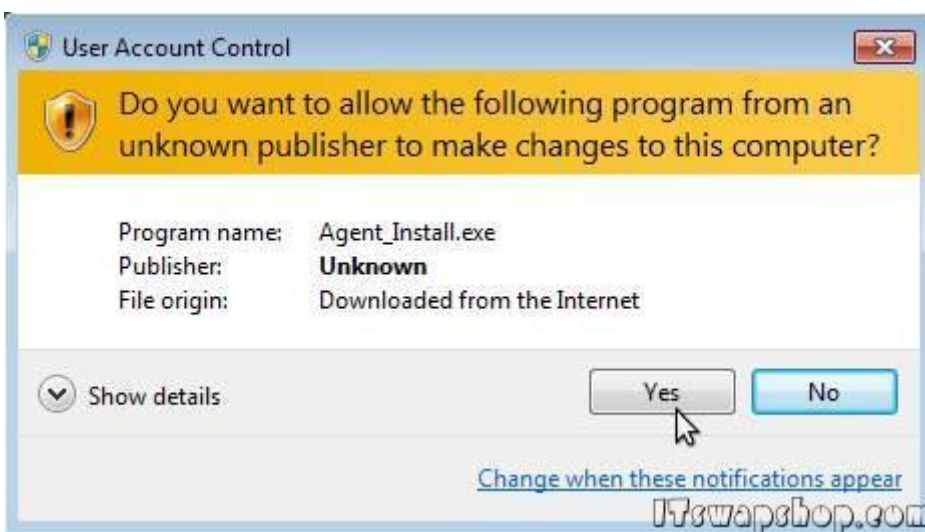 User Account Control
Do you want to allow the following program from an
unknown publisher to make changes to this computer?
Program name: Agent_Install.exe
Publisher: Unknown
File origin: Downloaded from the Internet
Show details
Yes
No
Change when these notifications appear
ITswapshop.com